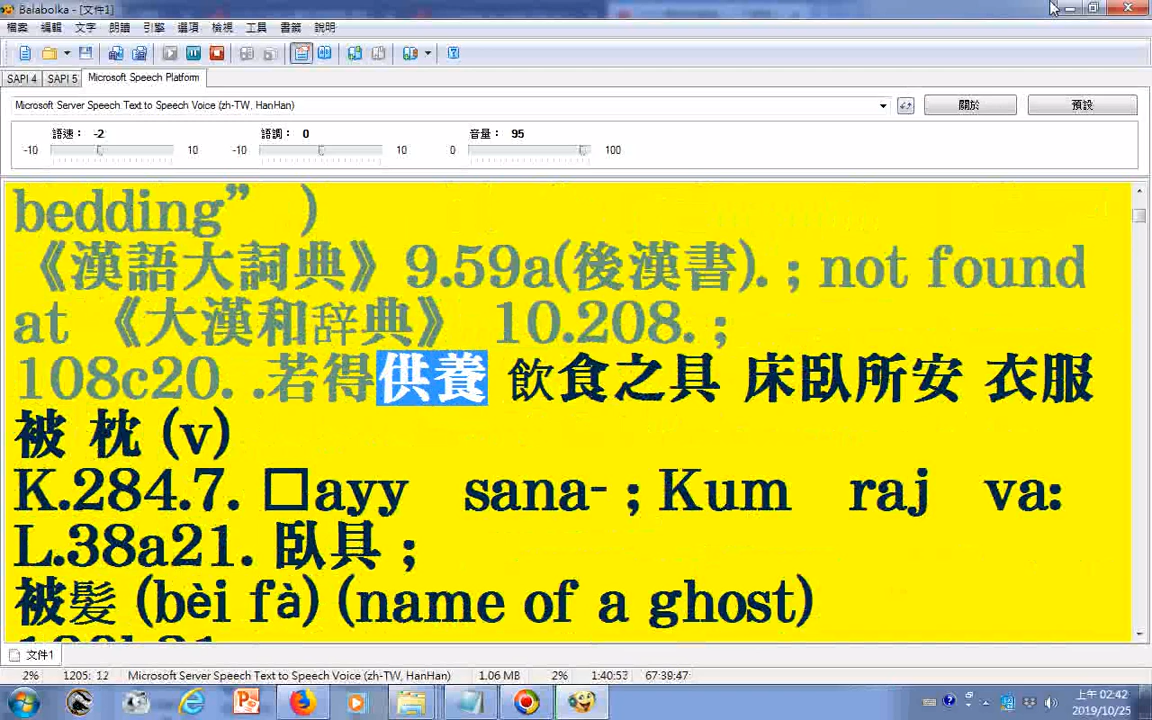 Balabolka - [文件1]
檔案 編輯 文字 朗讀 引擎 選項 檢視 工具 書籤 說明
SAPI 4 SAPI 5 Microsoft Speech Platform
Microsoft Server Speech Text to Speech Voice (zh-TW, HanHan) 關於 預設
語速： -2 語調： 0 音量： 95
-10 10 -10 10 0 100
bedding” )
《漢語大詞典》 9.59a(後漢書). ; not found
at 《大漢和辞典》 10.208. ;
108c20. .若得供養 飲食之具 床臥所安 衣服
被 枕 (v)
K.284.7. □ayy sana- ; Kum raj va:
L.38a21. 臥具 ;
被髮 (bèi fà) (name of a ghost)
文件1
2% 1205: 12 Microsoft Server Speech Text to Speech Voice (zh-TW, HanHan) 1.06 MB 2% 1:40:53 67:39:47
上午 02:42
2019/10/25